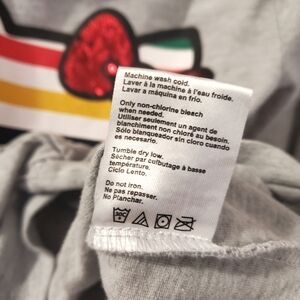 Machine wash cold.
Laver à la machine à l'eau froide.
Lavar a maquina en frio.
Only non-chlorine bleach
when needed.
Utiliser seulement un agent de
blanchiment non chloré au besoin.
Sólo blanqueador sin cloro cuando
es necesario.
Tumble dry low.
Sécher par culbutage à basse
température.
Ciclo Lento.
Do not iron.
Ne pas repasser.
No Planchar.